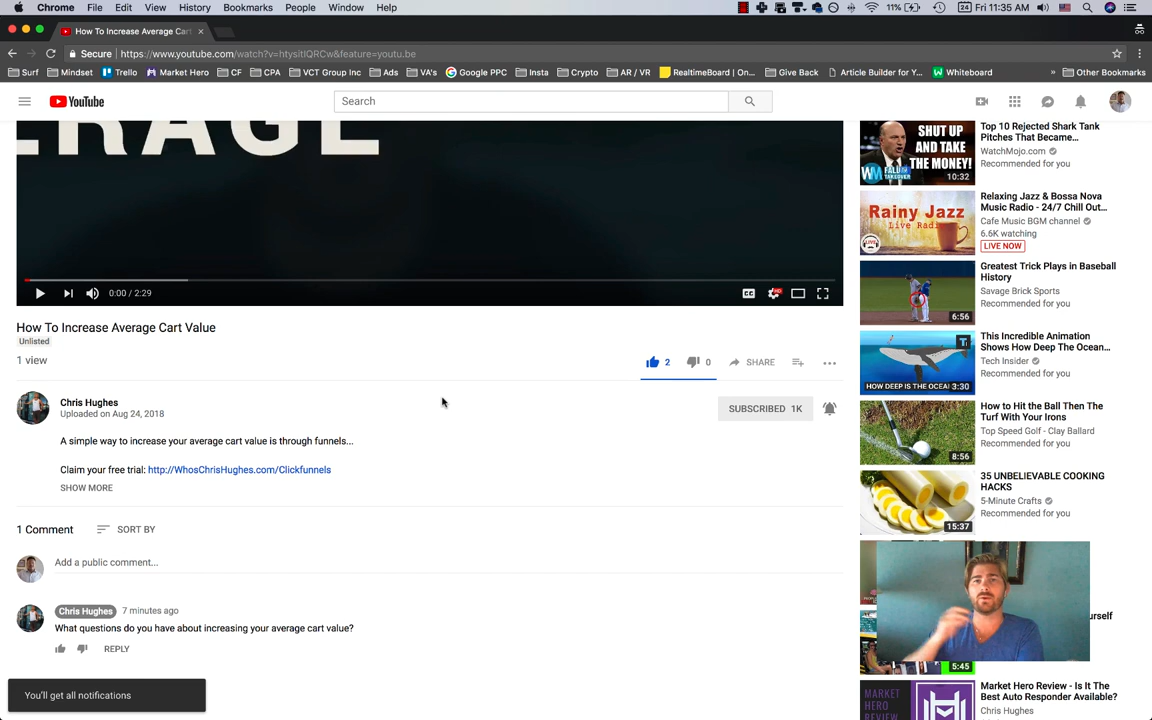 Chrome File Edit View History Bookmarks People Window Help
11% 24 Fri 11:35 AM
How To Increase Average Cart
Secure https://www.youtube.com/watch?v=htysitIQRCw&feature=youtu.be
Surf Mindset Trello Market Hero CF CPA VCT Group Inc Ads VA's Google PPC Insta Crypto AR / VR RealtimeBoard | On... Give Back Article Builder for Y... Whiteboard » Other Bookmarks
YouTube
Search
ERAGE
0:00 / 2:29
CC
HD
How To Increase Average Cart Value
Unlisted
1 view
2 0 SHARE
Chris Hughes
Uploaded on Aug 24, 2018
SUBSCRIBED 1K
A simple way to increase your average cart value is through funnels...
Claim your free trial: http://WhosChrisHughes.com/Clickfunnels
SHOW MORE
1 Comment SORT BY
Add a public comment...
Chris Hughes 7 minutes ago
What questions do you have about increasing your average cart value?
REPLY
You'll get all notifications
SHUT UP
AND TAKE
THE MONEY!
WM
10:32
Top 10 Rejected Shark Tank
Pitches That Became...
WatchMojo.com
Recommended for you
Rainy Jazz
Live Radio
Relaxing Jazz & Bossa Nova
Music Radio - 24/7 Chill Out...
Cafe Music BGM channel
6.6K watching
LIVE NOW
6:56
Greatest Trick Plays in Baseball
History
Savage Brick Sports
Recommended for you
HOW DEEP IS THE OCEAN
3:30
This Incredible Animation
Shows How Deep The Ocean...
Tech Insider
Recommended for you
8:56
How to Hit the Ball Then The
Turf With Your Irons
Top Speed Golf - Clay Ballard
Recommended for you
15:37
35 UNBELIEVABLE COOKING
HACKS
5-Minute Crafts
Recommended for you
urself
5:45
MARKET
HERO
REVIEW
Market Hero Review - Is It The
Best Auto Responder Available?
Chris Hughes